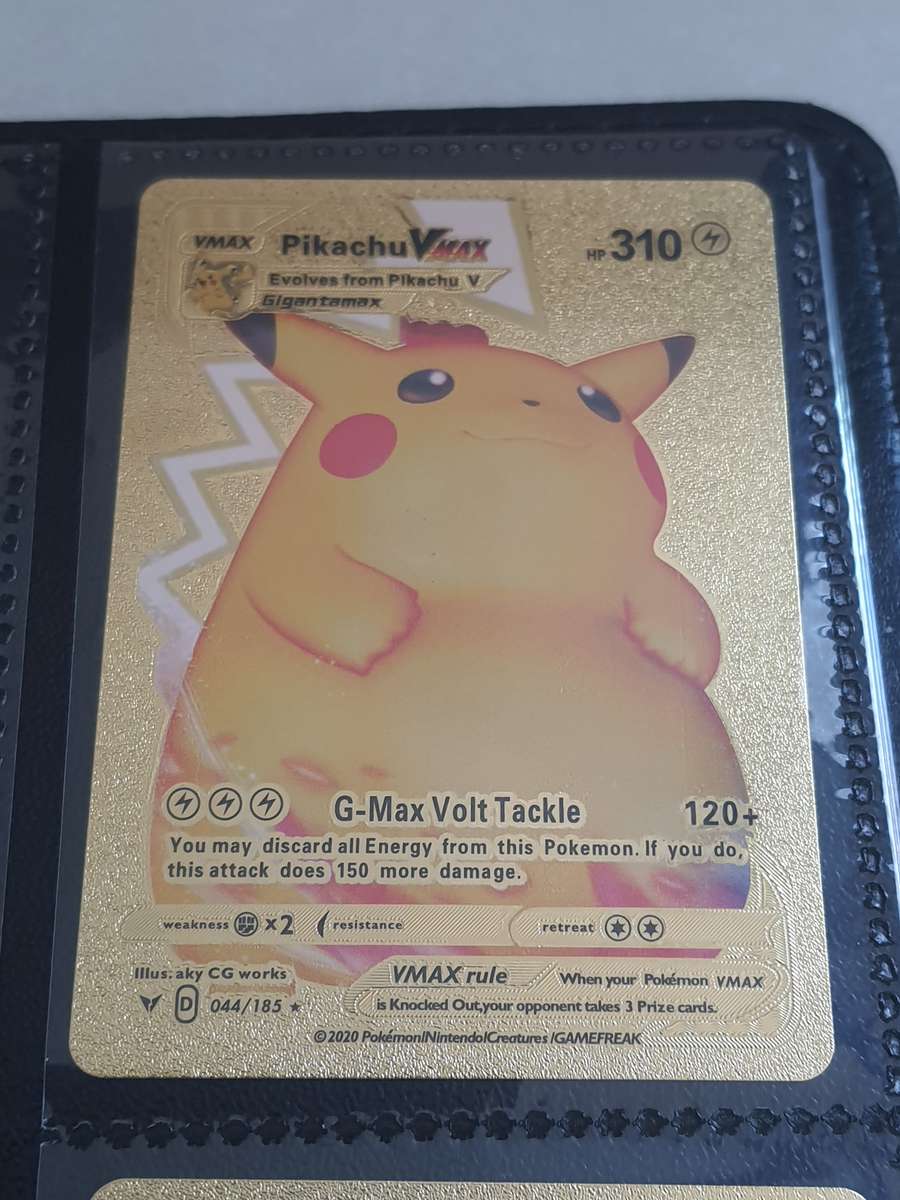 VMAX Pikachu VMAX HP 310
Evolves from Pikachu V
Gigantamax
G-Max Volt Tackle 120+
You may discard all Energy from this Pokemon. If you do,
this attack does 150 more damage.
weakness x2 resistance retreat
Illus: aky CG works
VMAX rule When your Pokémon VMAX
is Knocked Out,your opponent takes 3 Prize cards.
D 044/185 ★
©2020 Pokémon/Nintendo/Creatures /GAMEFREAK